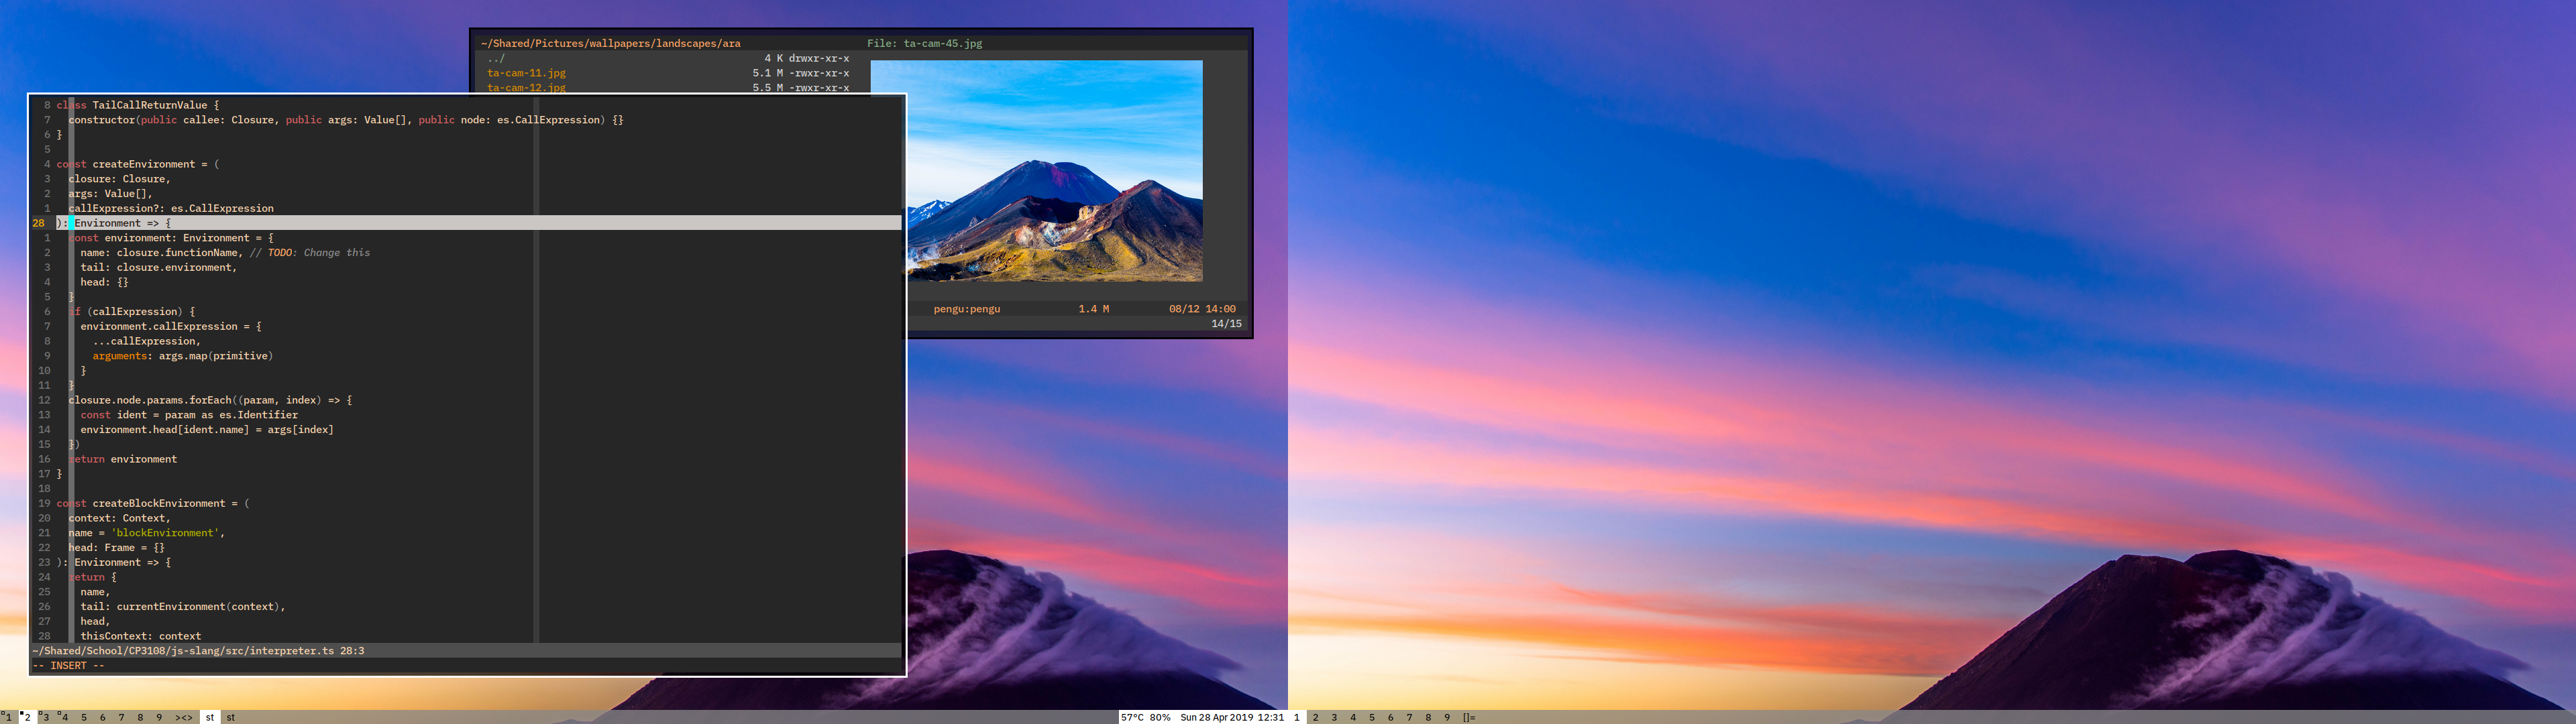 ~/Shared/Pictures/wallpapers/landscapes/ara File: ta-cam-45.jpg
../ 4 K drwxr-xr-x
ta-cam-11.jpg 5.1 M -rwxr-xr-x
ta-cam-12.jpg 5.5 M -rwxr-xr-x
pengu:pengu 1.4 M 08/12 14:00
14/15
8 class TailCallReturnValue {
7 constructor(public callee: Closure, public args: Value[], public node: es.CallExpression) {}
6 }
5
4 const createEnvironment = (
3 closure: Closure,
2 args: Value[],
1 callExpression?: es.CallExpression
28 ): Environment => {
1 const environment: Environment = {
2 name: closure.functionName, // TODO: Change this
3 tail: closure.environment,
4 head: {}
5 }
6 if (callExpression) {
7 environment.callExpression = {
8 ...callExpression,
9 arguments: args.map(primitive)
10 }
11 }
12 closure.node.params.forEach((param, index) => {
13 const ident = param as es.Identifier
14 environment.head[ident.name] = args[index]
15 })
16 return environment
17 }
18
19 const createBlockEnvironment = (
20 context: Context,
21 name = 'blockEnvironment',
22 head: Frame = {}
23 ): Environment => {
24 return {
25 name,
26 tail: currentEnvironment(context),
27 head,
28 thisContext: context
~/Shared/School/CP3108/js-slang/src/interpreter.ts 28:3
-- INSERT --
1 2 3 4 5 6 7 8 9 ><> st st 57°C 80% Sun 28 Apr 2019 12:31 1 2 3 4 5 6 7 8 9 []=